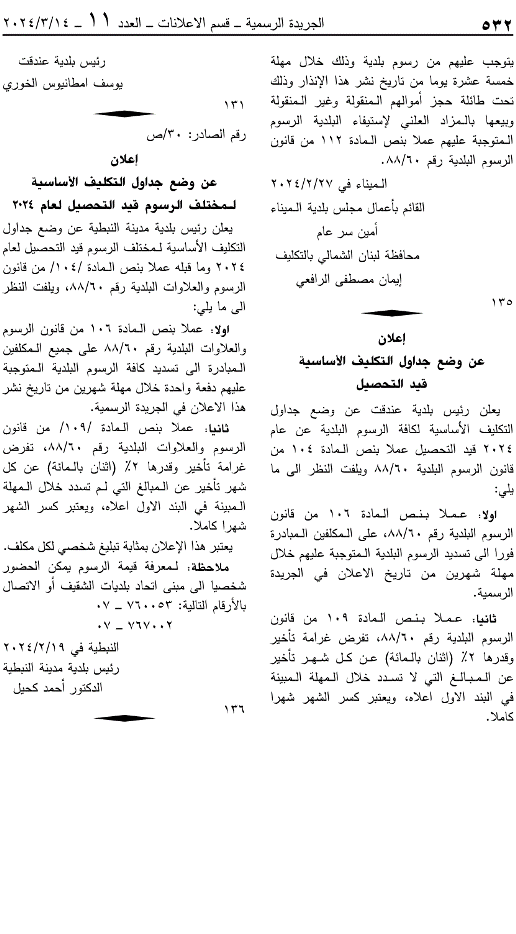 ٥٣٢
الجريدة الرسمية ــ قسم الاعلانات ــ العدد ١١ ــ ٢٠٢٤/٣/١٤
يتوجب عليهم من رسوم بلدية وذلك خلال مهلة
خمسة عشرة يوما من تاريخ نشر هذا الإنذار وذلك
تحت طائلة حجز أموالهم المنقولة وغير المنقولة
وبيعها بالمزاد العلني لإستيفاء البلدية الرسوم
المتوجبة عليهم عملا بنص المادة ١١٢ من قانون
الرسوم البلدية رقم ٨٨/٦٠.
الميناء في ٢٠٢٤/٢/٢٧
القائم بأعمال مجلس بلدية الميناء
أمين سر عام
محافظة لبنان الشمالي بالتكليف
إيمان مصطفى الرافعي
١٣٥
إعلان
عن وضع جداول التكليف الأساسية
قيد التحصيل
يعلن رئيس بلدية عندقت عن وضع جداول
التكليف الأساسية لكافة الرسوم البلدية عن عام
٢٠٢٤ قيد التحصيل عملا بنص المادة ١٠٤ من
قانون الرسوم البلدية ٨٨/٦٠ ويلفت النظر الى ما
يلي:
اولا: عملا بنص المادة ١٠٦ من قانون
الرسوم البلدية رقم ٨٨/٦٠، على المكلفين المبادرة
فورا الى تسديد الرسوم البلدية المتوجبة عليهم خلال
مهلة شهرين من تاريخ الاعلان في الجريدة
الرسمية.
ثانيا: عملا بنص المادة ١٠٩ من قانون
الرسوم البلدية رقم ٨٨/٦٠، تفرض غرامة تأخير
وقدرها ٢٪ (اثنان بالمائة) عن كل شهر تأخير
عن المبالغ التي لا تسدد خلال المهلة المبينة
في البند الاول اعلاه، ويعتبر كسر الشهر شهرا
كاملا.
رئيس بلدية عندقت
يوسف امطانيوس الخوري
١٣١
رقم الصادر: ٣٠/ص
إعلان
عن وضع جداول التكليف الأساسية
لمختلف الرسوم قيد التحصيل لعام ٢٠٢٤
يعلن رئيس بلدية مدينة النبطية عن وضع جداول
التكليف الأساسية لمختلف الرسوم قيد التحصيل لعام
٢٠٢٤ وما قبله عملا بنص المادة /١٠٤/ من قانون
الرسوم والعلاوات البلدية رقم ٨٨/٦٠، ويلفت النظر
الى ما يلي:
اولا: عملا بنص المادة ١٠٦ من قانون الرسوم
والعلاوات البلدية رقم ٨٨/٦٠ على جميع المكلفين
المبادرة الى تسديد كافة الرسوم البلدية المتوجبة
عليهم دفعة واحدة خلال مهلة شهرين من تاريخ نشر
هذا الاعلان في الجريدة الرسمية.
ثانيا: عملا بنص المادة /١٠٩/ من قانون
الرسوم والعلاوات البلدية رقم ٨٨/٦٠، تفرض
غرامة تأخير وقدرها ٢٪ (اثنان بالمائة) عن كل
شهر تأخير عن المبالغ التي لم تسدد خلال المهلة
المبينة في البند الاول اعلاه، ويعتبر كسر الشهر
شهرا كاملا.
يعتبر هذا الإعلان بمثابة تبليغ شخصي لكل مكلف.
ملاحظة: لمعرفة قيمة الرسوم يمكن الحضور
شخصيا الى مبنى اتحاد بلديات الشقيف أو الاتصال
بالأرقام التالية: ٧٦٠٠٥٣ ــ ٠٧
٧٦٧٠٠٢ ــ ٠٧
النبطية في ٢٠٢٤/٢/١٩
رئيس بلدية مدينة النبطية
الدكتور أحمد كحيل
١٣٦